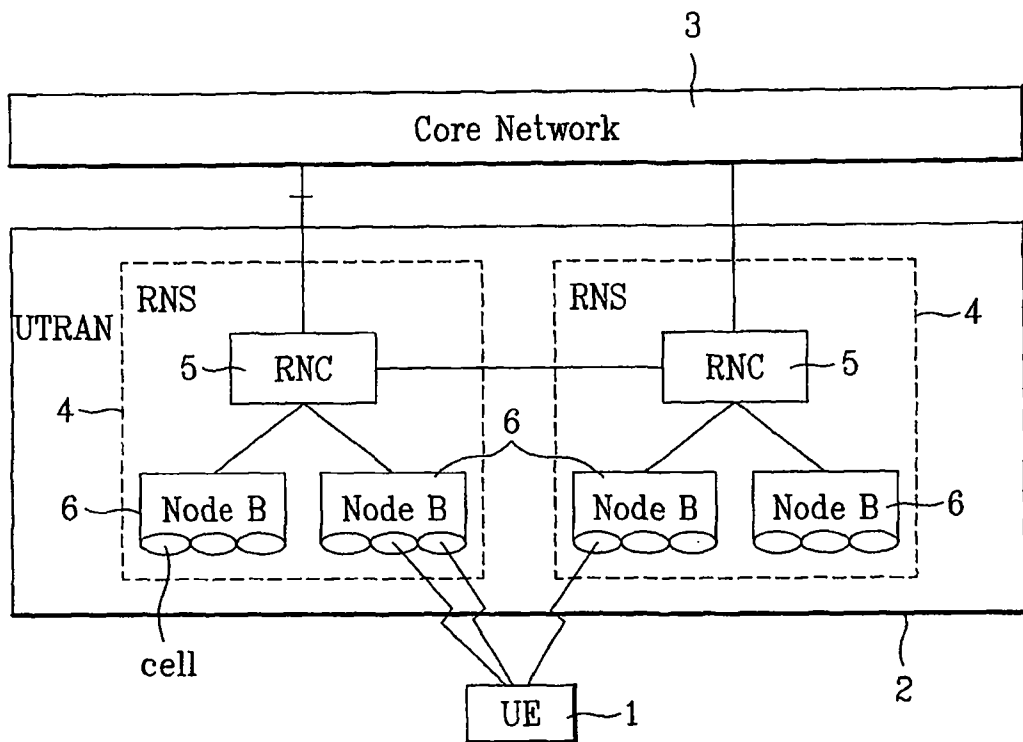 3
Core Network
RNS
RNS
UTRAN
4
5
RNC
RNC
5
4
6
6
Node B
Node B
Node B
Node B
6
cell
2
UE
1